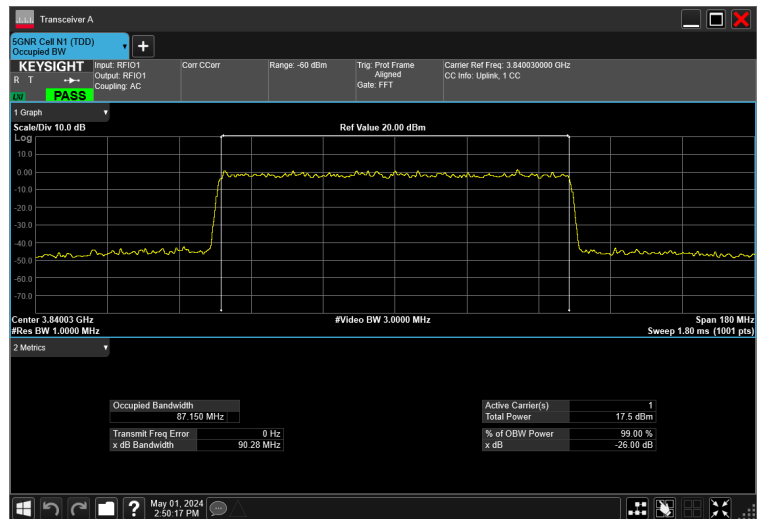 Transceiver A
5GNR Cell N1 (TDD)
Occupied BW
KEYSIGHT
R T
LXI
PASS
Input: RFIO1
Output: RFIO1
Coupling: AC
Corr CCorr
Range: -60 dBm
Trig: Prot Frame
Aligned
Gate: FFT
Carrier Ref Freq: 3.840030000 GHz
CC Info: Uplink, 1 CC
1 Graph
Scale/Div 10.0 dB
Ref Value 20.00 dBm
Log
10.0
0.00
-10.0
-20.0
-30.0
-40.0
-50.0
-60.0
-70.0
Center 3.84003 GHz
#Video BW 3.0000 MHz
Span 180 MHz
#Res BW 1.0000 MHz
Sweep 1.80 ms (1001 pts)
2 Metrics
Occupied Bandwidth
87.150 MHz
Transmit Freq Error 0 Hz
x dB Bandwidth 90.28 MHz
Active Carrier(s) 1
Total Power 17.5 dBm
% of OBW Power 99.00 %
x dB -26.00 dB
May 01, 2024
2:50:17 PM